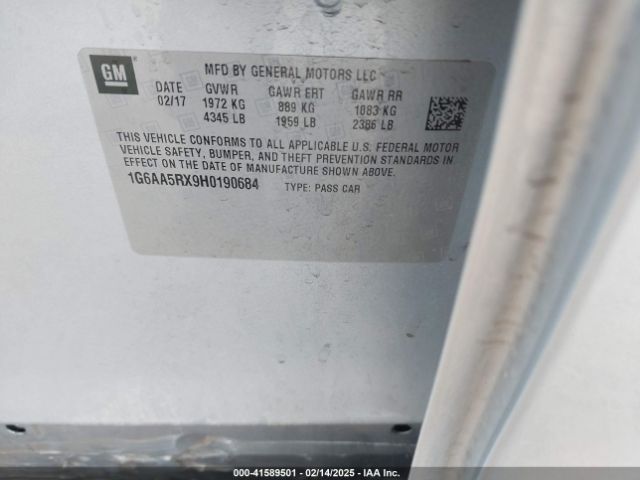 GM
MFD BY GENERAL MOTORS LLC
DATE GVWR GAWR FRT GAWR RR
02/17 1972 KG 889 KG 1083 KG
4345 LB 1959 LB 2386 LB
THIS VEHICLE CONFORMS TO ALL APPLICABLE U.S. FEDERAL MOTOR
VEHICLE SAFETY, BUMPER, AND THEFT PREVENTION STANDARDS IN
EFFECT ON THE DATE OF MANUFACTURE SHOWN ABOVE.
1G6AA5RX9H0190684 TYPE: PASS CAR
000-41589501 - 02/14/2025 - IAA Inc.